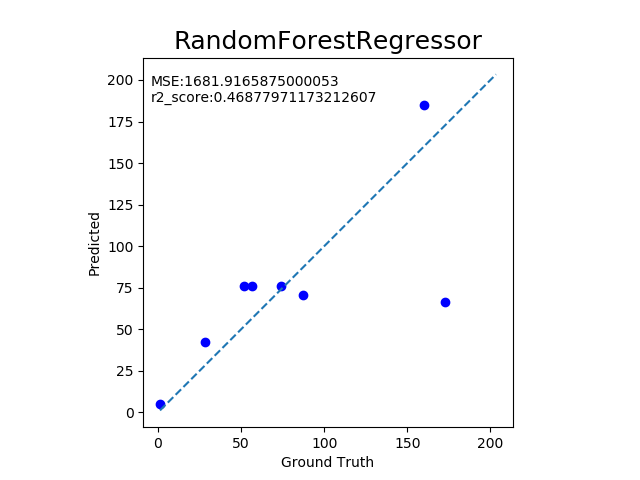 RandomForestRegressor
MSE:1681.9165875000053
r2_score:0.46877971173212607
200
175
150
125
100
75
50
25
0
Predicted
0 50 100 150 200
Ground Truth